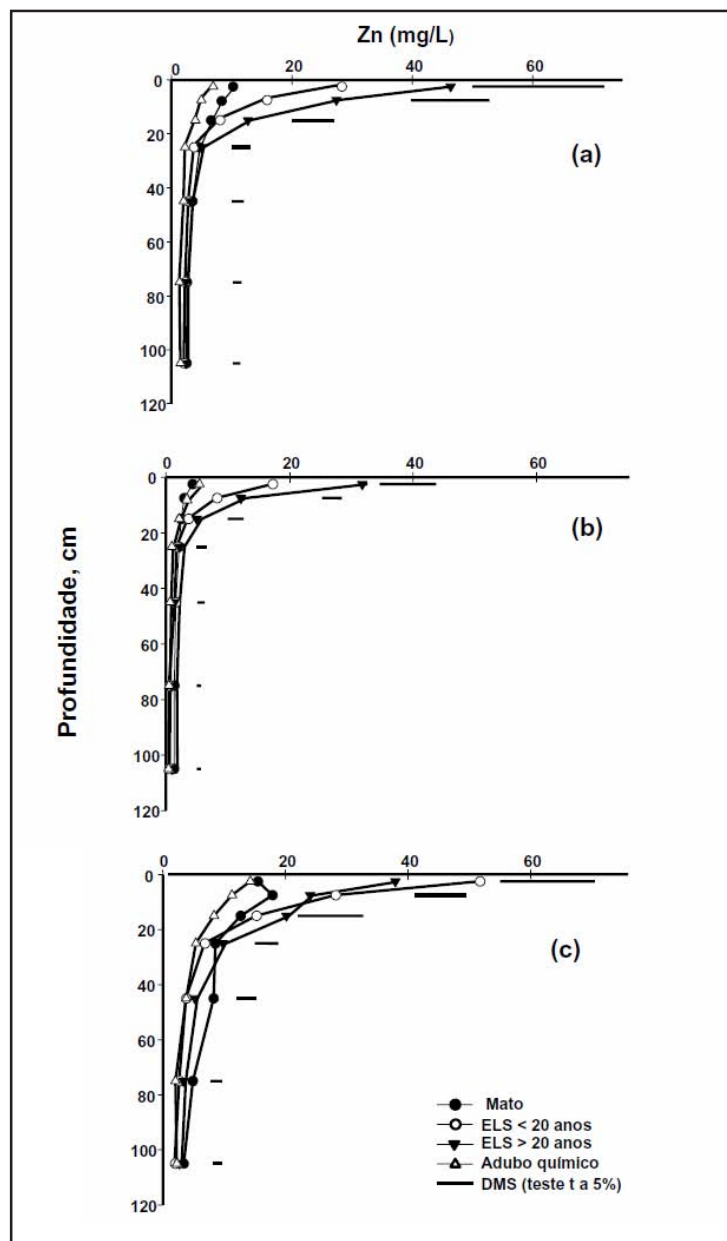 Zn (mg/L)
0 20 40 60
0
20
40
60
80
100
120
(a)
0 20 40 60
0
20
40
60
80
100
120
(b)
Profundidade, cm
0 20 40 60
0
20
40
60
80
100
120
(c)
Mato
ELS < 20 anos
ELS > 20 anos
Adubo químico
DMS (teste t a 5%)